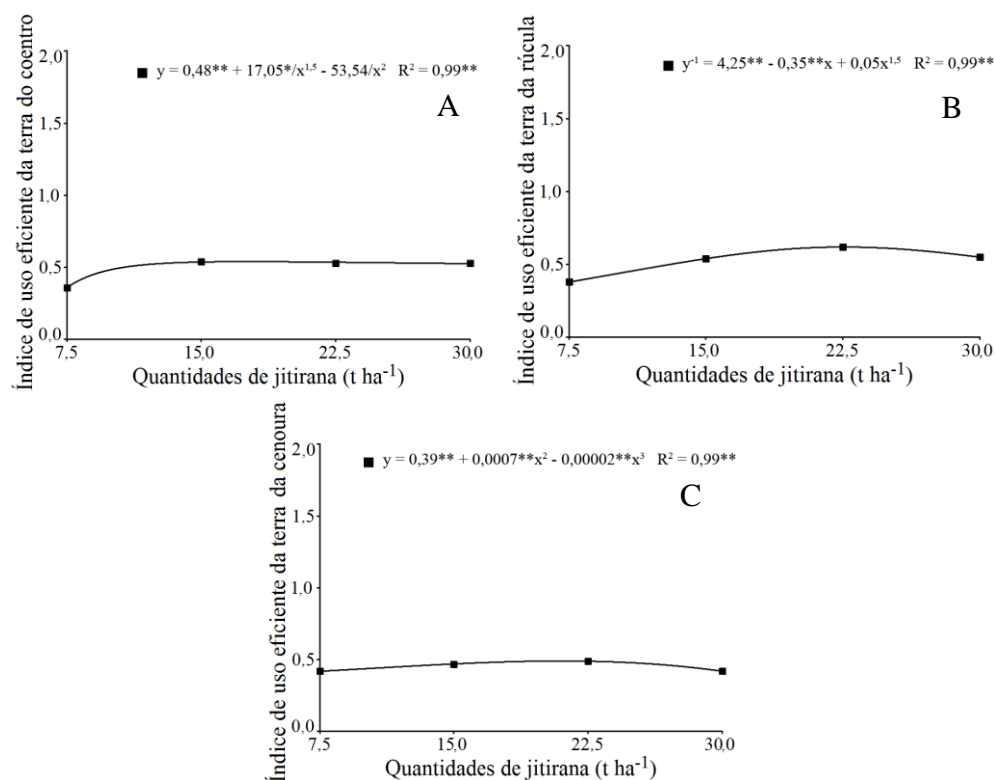 Índice de uso eficiente da terra do coentro
2,0
1,5
1,0
0,5
0,0
y = 0,48** + 17,05*/x^1,5 - 53,54/x² R² = 0,99**
A
7,5 15,0 22,5 30,0
Quantidades de jitirana (t ha⁻¹)
Índice de uso eficiente da terra da rúcula
2,0
1,5
1,0
0,5
0,0
y⁻¹ = 4,25** - 0,35**x + 0,05x^1,5 R² = 0,99**
B
7,5 15,0 22,5 30,0
Quantidades de jitirana (t ha⁻¹)
Índice de uso eficiente da terra da cenoura
2,0
1,5
1,0
0,5
0,0
y = 0,39** + 0,0007**x² - 0,00002**x³ R² = 0,99**
C
7,5 15,0 22,5 30,0
Quantidades de jitirana (t ha⁻¹)